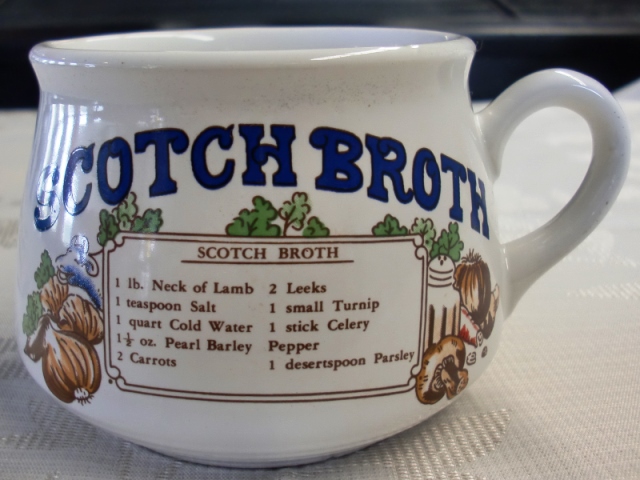 SCOTCH BROTH
SCOTCH BROTH
1 lb. Neck of Lamb
1 teaspoon Salt
1 quart Cold Water
1½ oz. Pearl Barley
2 Carrots
2 Leeks
1 small Turnip
1 stick Celery
Pepper
1 desertspoon Parsley